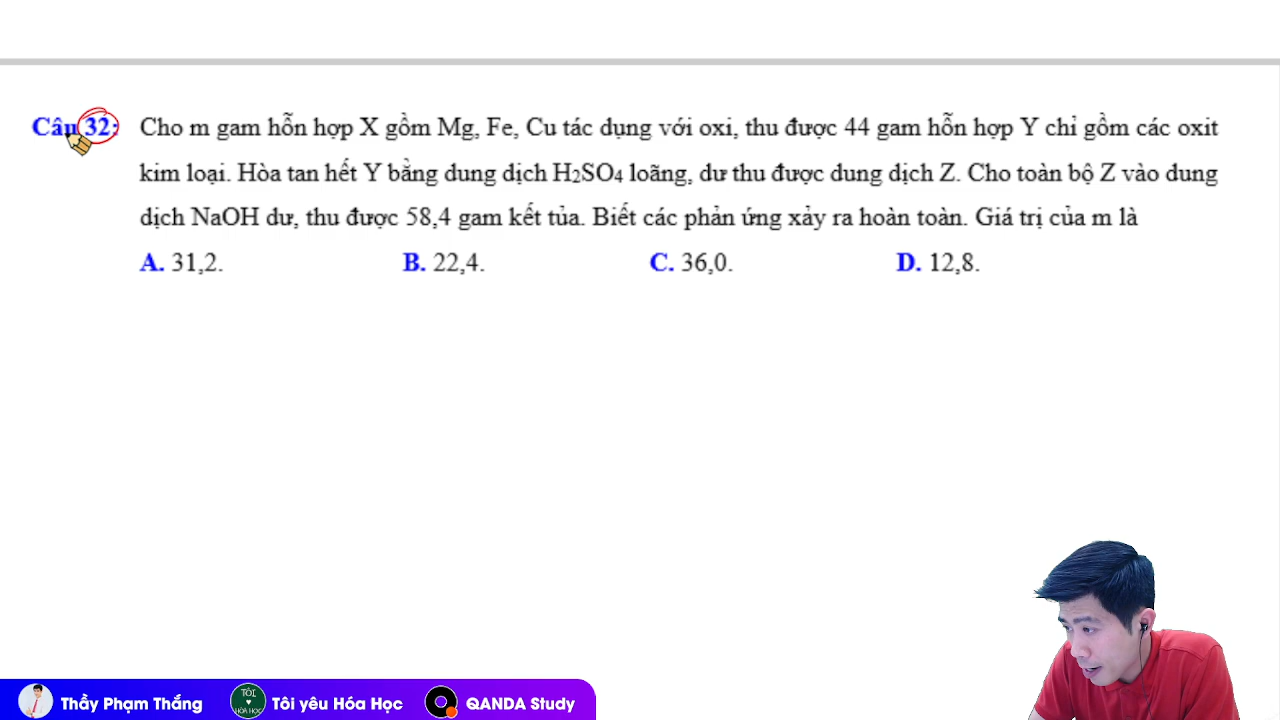 Câu 32: Cho m gam hỗn hợp X gồm Mg, Fe, Cu tác dụng với oxi, thu được 44 gam hỗn hợp Y chỉ gồm các oxit
kim loại. Hòa tan hết Y bằng dung dịch H₂SO₄ loãng, dư thu được dung dịch Z. Cho toàn bộ Z vào dung
dịch NaOH dư, thu được 58,4 gam kết tủa. Biết các phản ứng xảy ra hoàn toàn. Giá trị của m là
A. 31,2. B. 22,4. C. 36,0. D. 12,8.
Thầy Phạm Thắng TÔI ♥ HÓA HỌC Tôi yêu Hóa Học QANDA Study